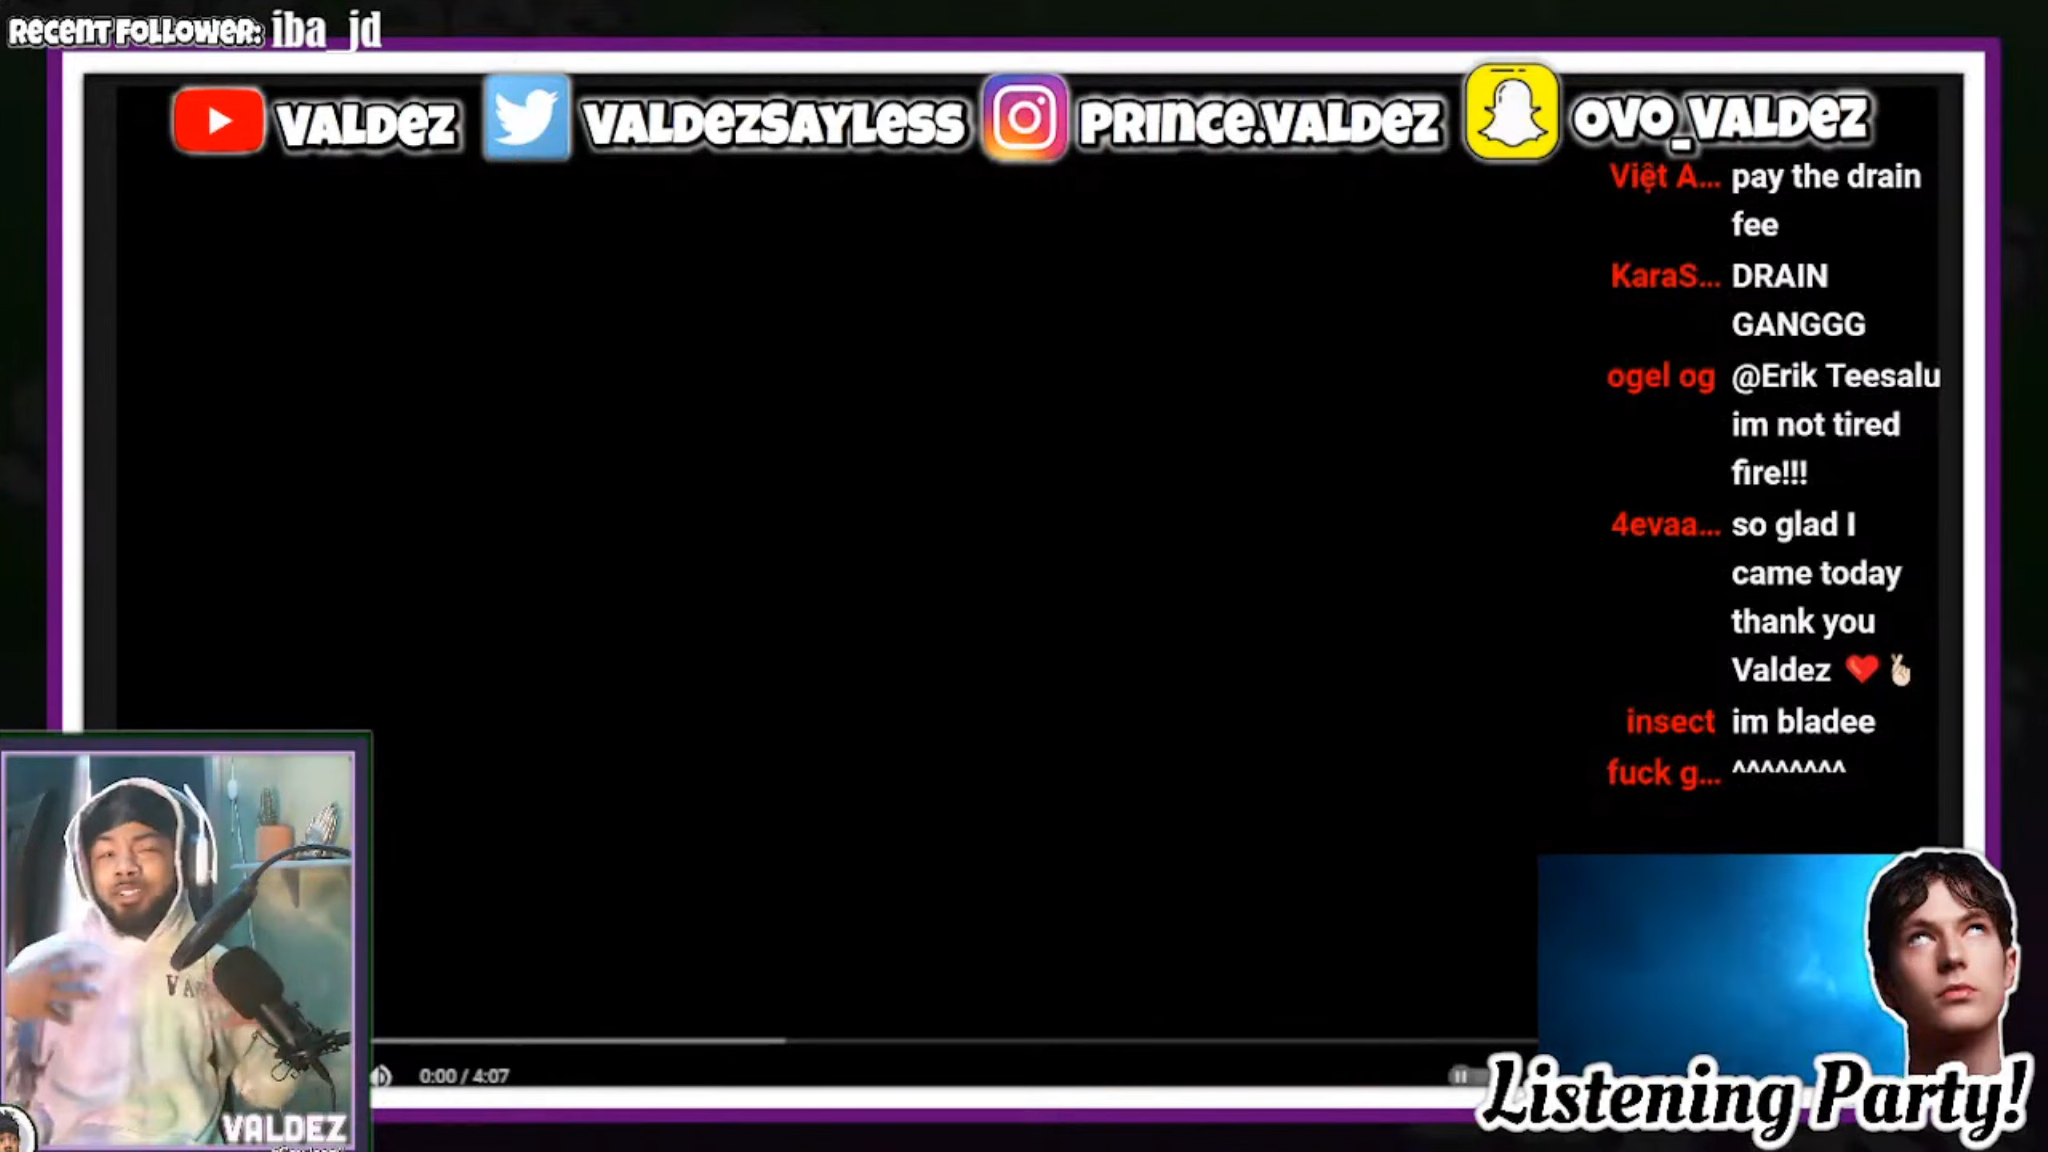 Recent Follower: iba_jd
Valdez
ValdezSayLess
Prince.Valdez
OVO_Valdez
Việt A... pay the drain
fee
KaraS... DRAIN
GANGGG
ogel og @Erik Teesalu
im not tired
fire!!!
4evaa... so glad I
came today
thank you
Valdez ❤️🫰🏻
insect im bladee
fuck g... ^^^^^^^^
0:00 / 4:07
VALDEZ
Listening Party!